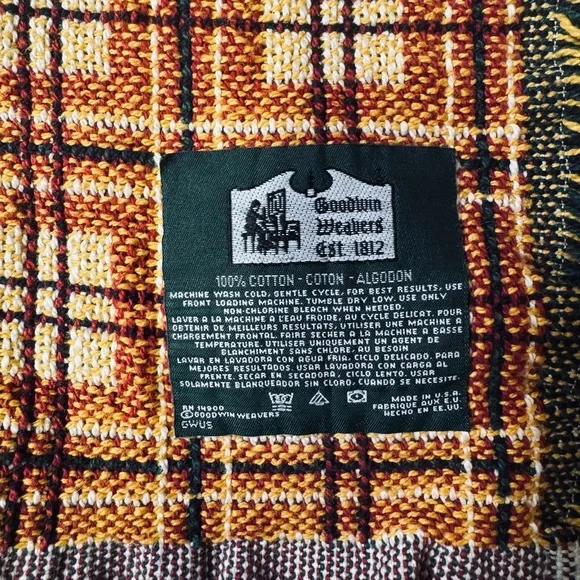 Goodwin
Weavers
Est. 1812
100% COTTON - COTON - ALGODON
MACHINE WASH COLD, GENTLE CYCLE, FOR BEST RESULTS, USE
FRONT LOADING MACHINE. TUMBLE DRY LOW. USE ONLY
NON-CHLORINE BLEACH WHEN NEEDED.
LAVER A LA MACHINE A L'EAU FROIDE, AU CYCLE DELICAT. POUR
OBTENIR DE MEILLEURS RESULTATS, UTILISER UNE MACHINE A
CHARGEMENT FRONTAL. FAIRE SECHER A LA MACHINE A BASSE
TEMPERATURE. UTILISER UNIQUEMENT UN AGENT DE
BLANCHIMENT SANS CHLORE, AU BESOIN
LAVAR EN LAVADORA CON AGUA FRIA, CICLO DELICADO. PARA
MEJORES RESULTADOS. USAR LAVADORA CON CARGA AL
FRENTE. SECAR EN SECADORA, CICLO LENTO. USAR
SOLAMENTE BLANQUEADOR SIN CLORO, CUANDO SE NECESITE.
RN 14900
©GOODWIN WEAVERS
GWUS
MADE IN U.S.A.
FABRIQUE AUX E.U.
HECHO EN EE.UU.